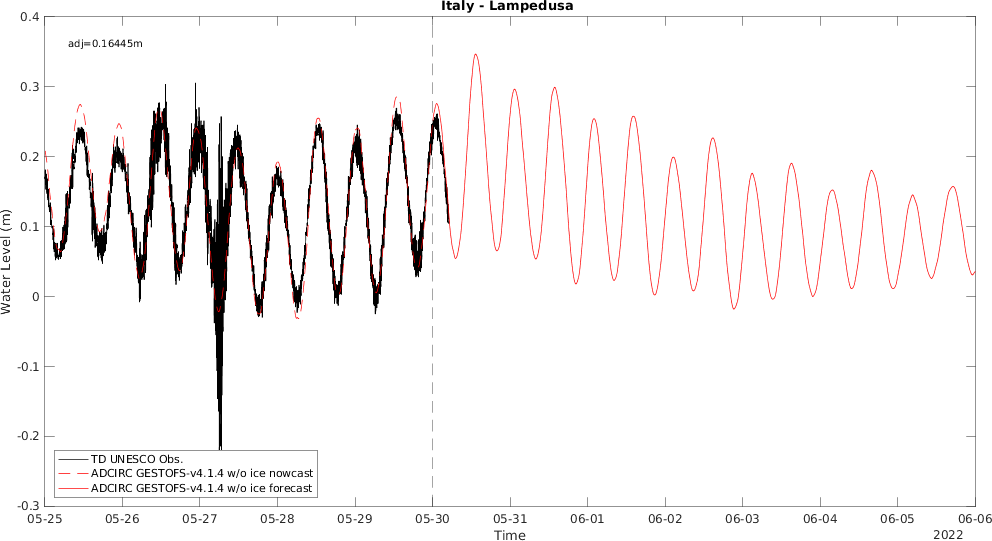 Italy - Lampedusa
adj=0.16445m
Water Level (m)
0.4
0.3
0.2
0.1
0
-0.1
-0.2
-0.3
TD UNESCO Obs.
ADCIRC GESTOFS-v4.1.4 w/o ice nowcast
ADCIRC GESTOFS-v4.1.4 w/o ice forecast
05-25 05-26 05-27 05-28 05-29 05-30 05-31 06-01 06-02 06-03 06-04 06-05 06-06
Time
2022